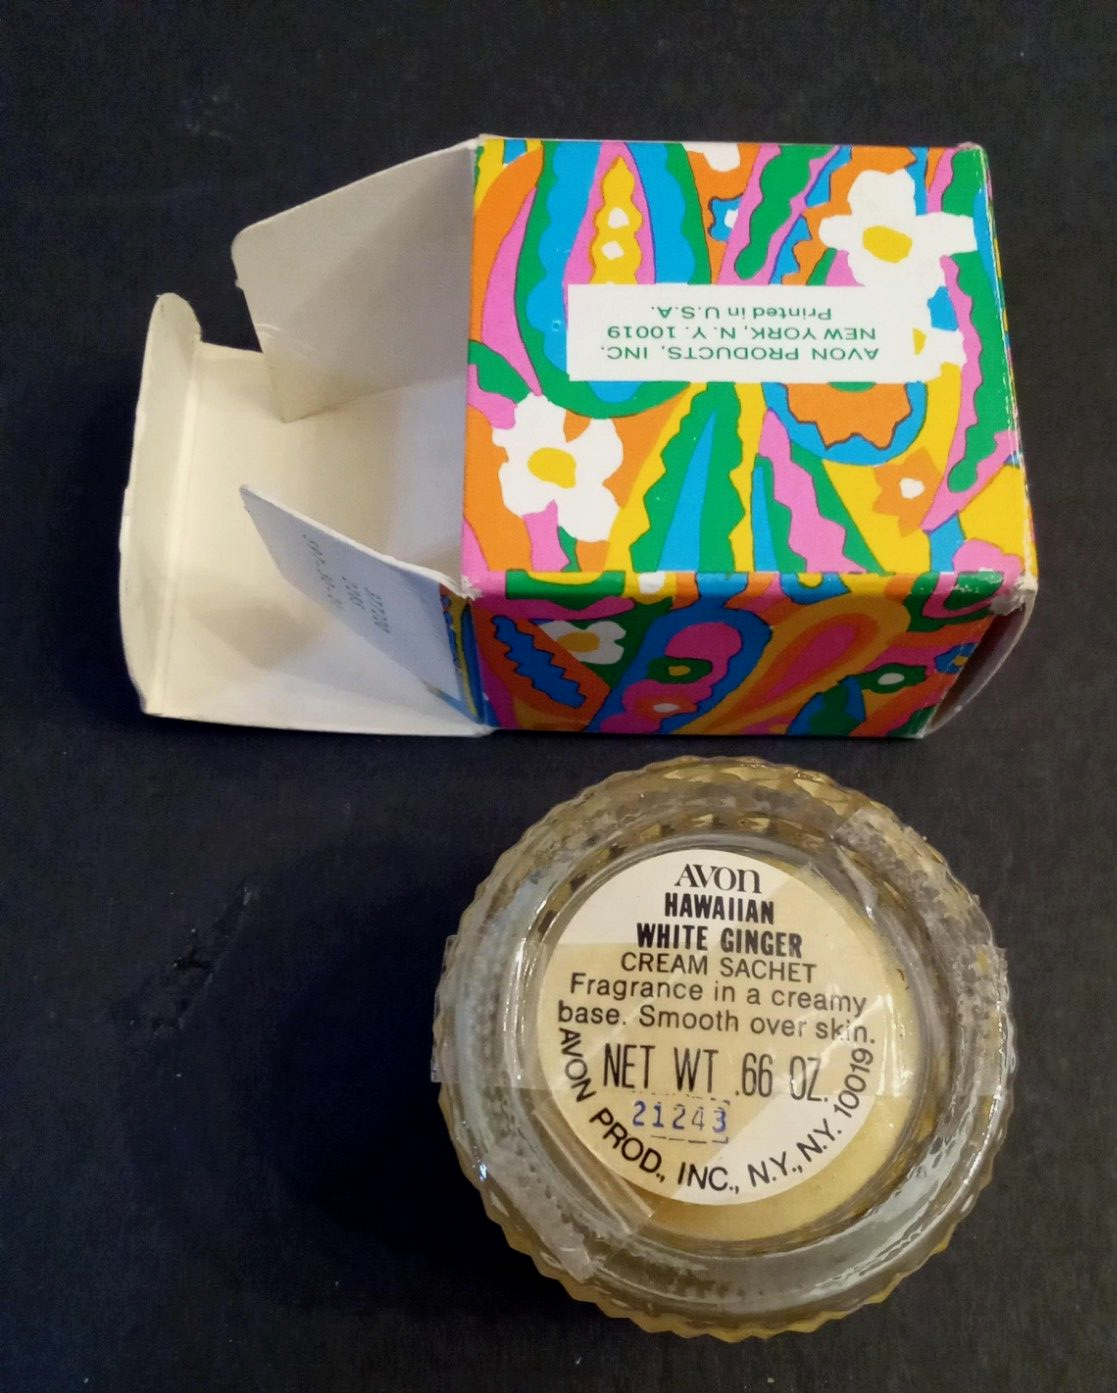 AVON PRODUCTS, INC.
NEW YORK, N.Y. 10019
Printed in U.S.A.
AVON
HAWAIIAN
WHITE GINGER
CREAM SACHET
Fragrance in a creamy
base. Smooth over skin.
NET WT .66 OZ.
21243
AVON PROD., INC., N.Y., N.Y. 10019